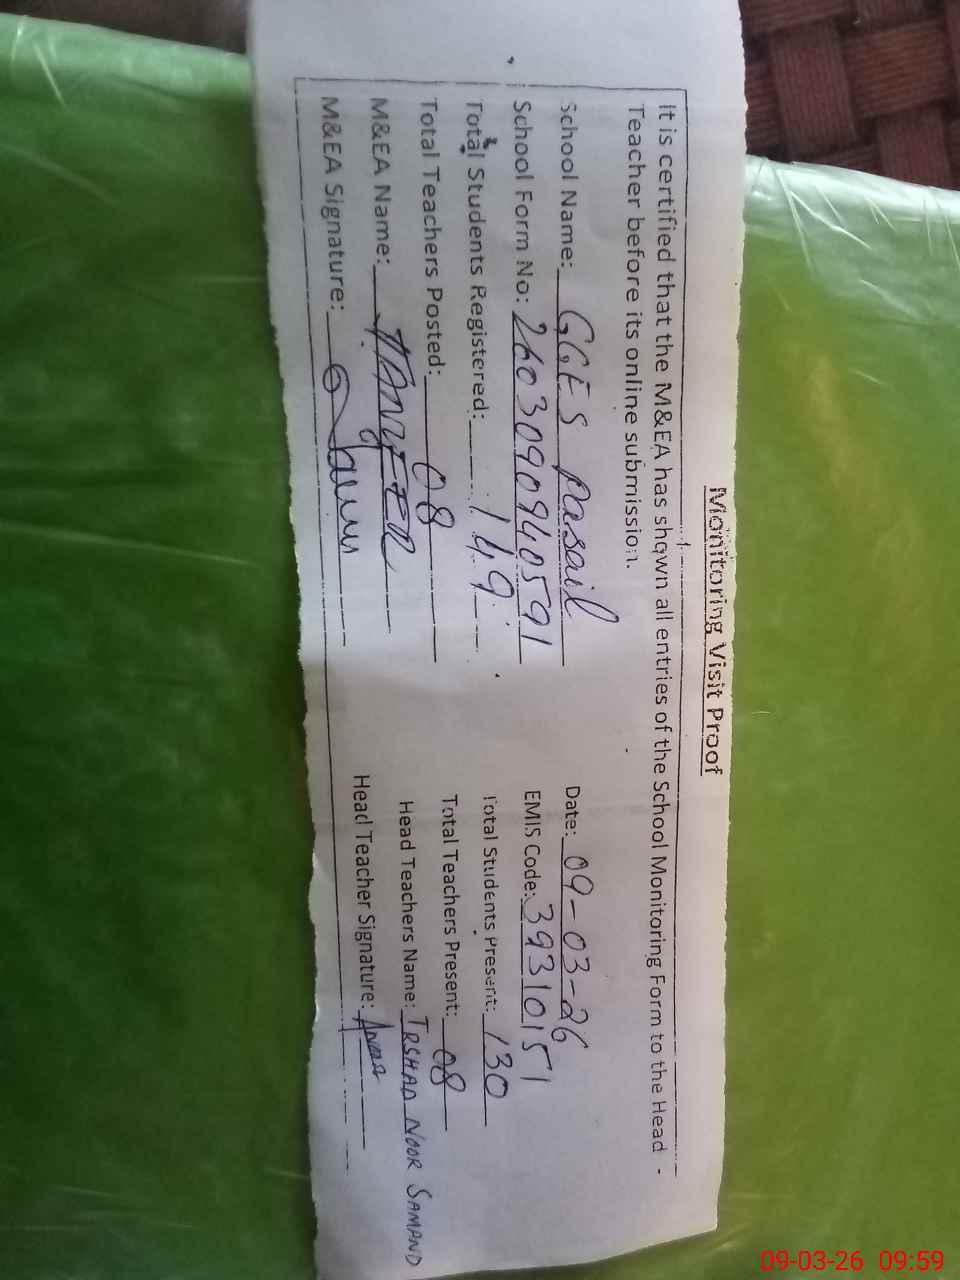 Monitoring Visit Proof
It is certified that the M&EA has shown all entries of the School Monitoring Form to the Head
Teacher before its online submission.
School Name: GGES Pasail Date: 09-03-26
School Form No: 2603090940591 EMIS Code: 39310151
Total Students Registered: 149 Total Students Present: 130
Total Teachers Posted: 08 Total Teachers Present: 08
M&EA Name: TANVEER Head Teachers Name: IRSHAD NOOR SAMAND
M&EA Signature: Head Teacher Signature:
09-03-26 09:59